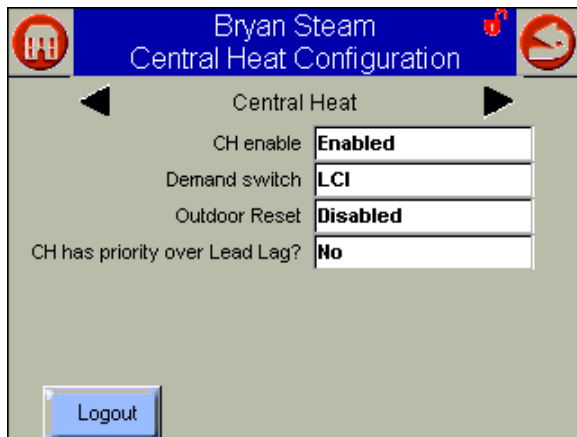 Bryan Steam
Central Heat Configuration
Central Heat
CH enable Enabled
Demand switch LCI
Outdoor Reset Disabled
CH has priority over Lead Lag? No
Logout